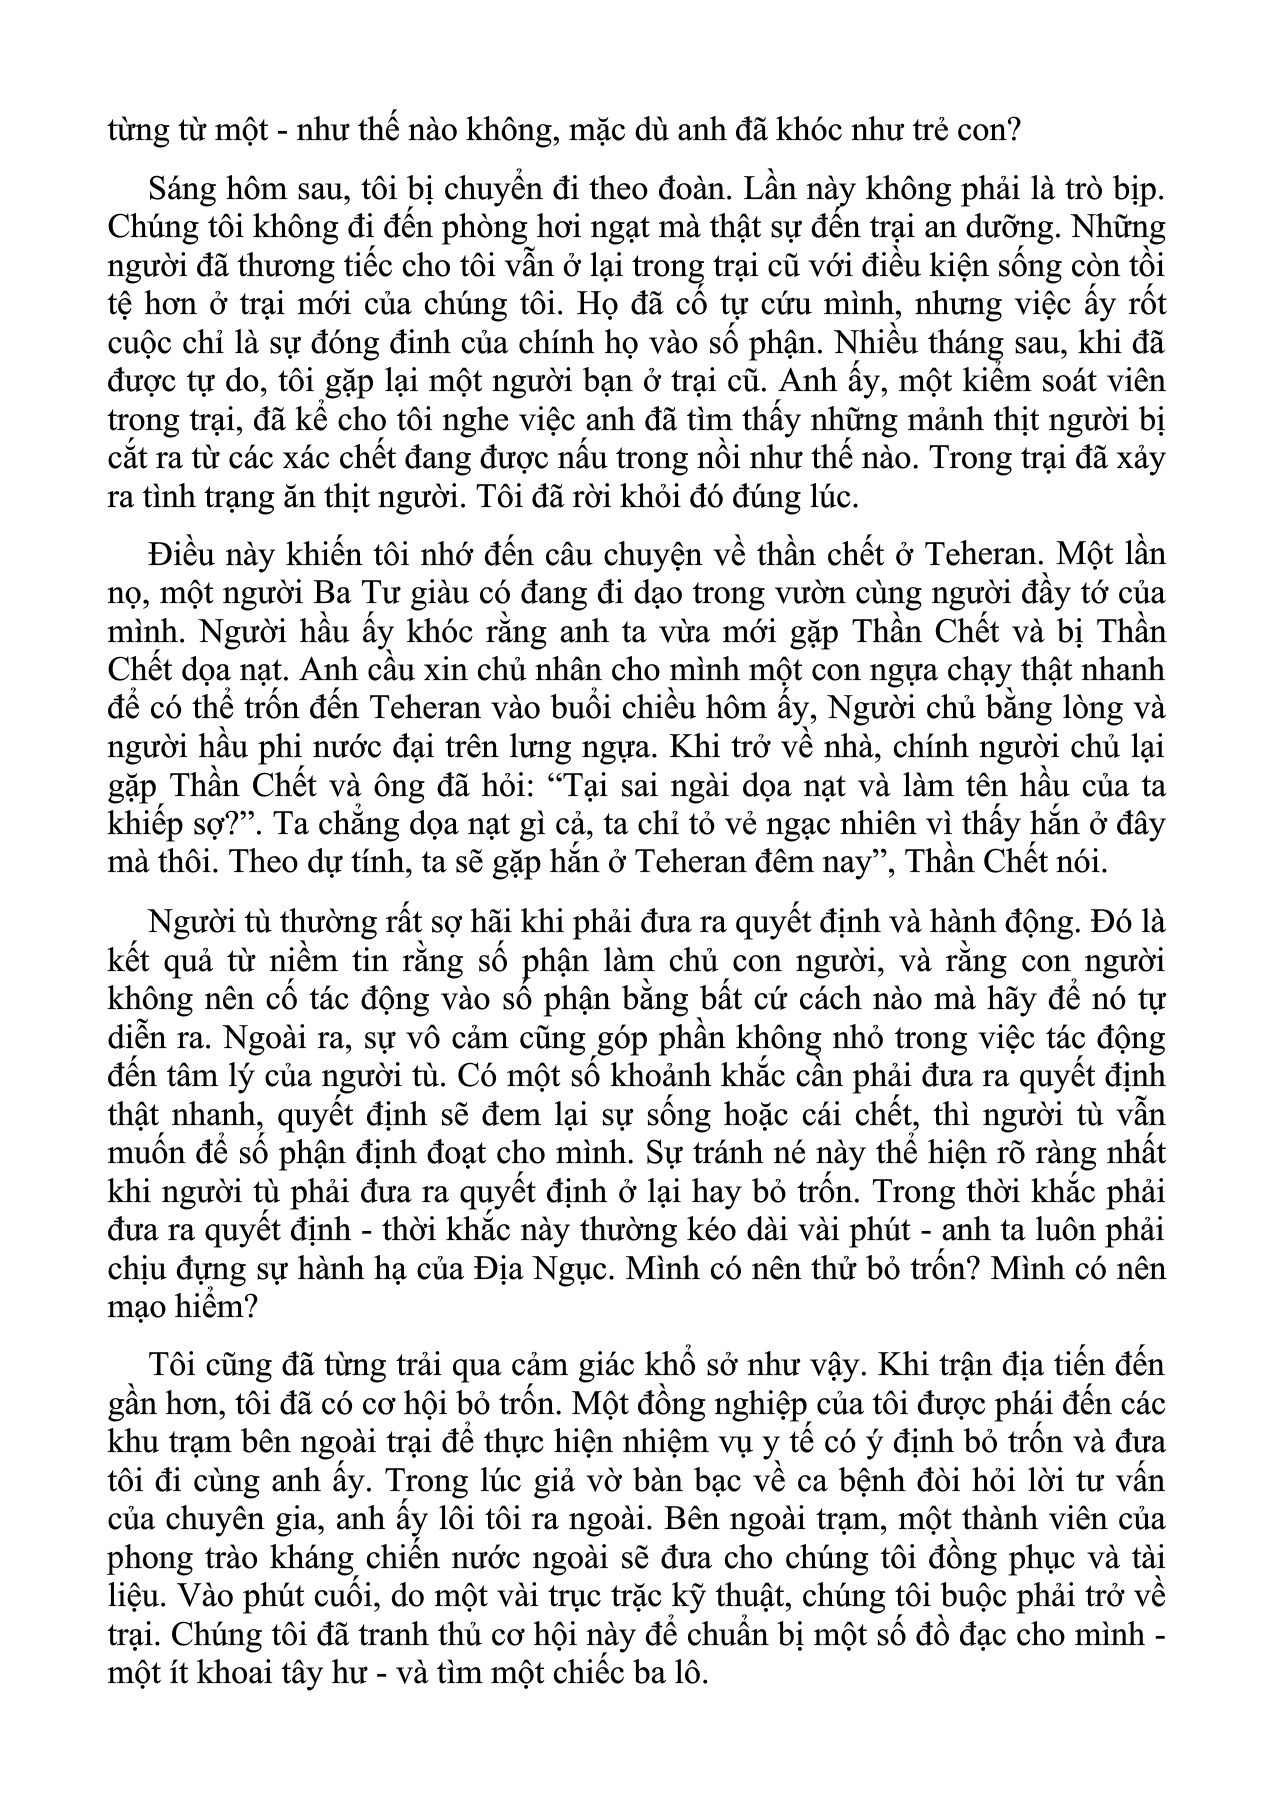 từng từ một - như thế nào không, mặc dù anh đã khóc như trẻ con?
Sáng hôm sau, tôi bị chuyển đi theo đoàn. Lần này không phải là trò bịp.
Chúng tôi không đi đến phòng hơi ngạt mà thật sự đến trại an dưỡng. Những
người đã thương tiếc cho tôi vẫn ở lại trong trại cũ với điều kiện sống còn tồi
tệ hơn ở trại mới của chúng tôi. Họ đã cố tự cứu mình, nhưng việc ấy rốt
cuộc chỉ là sự đóng đinh của chính họ vào số phận. Nhiều tháng sau, khi đã
được tự do, tôi gặp lại một người bạn ở trại cũ. Anh ấy, một kiểm soát viên
trong trại, đã kể cho tôi nghe việc anh đã tìm thấy những mảnh thịt người bị
cắt ra từ các xác chết đang được nấu trong nồi như thế nào. Trong trại đã xảy
ra tình trạng ăn thịt người. Tôi đã rời khỏi đó đúng lúc.
Điều này khiến tôi nhớ đến câu chuyện về thần chết ở Teheran. Một lần
nọ, một người Ba Tư giàu có đang đi dạo trong vườn cùng người đầy tớ của
mình. Người hầu ấy khóc rằng anh ta vừa mới gặp Thần Chết và bị Thần
Chết dọa nạt. Anh cầu xin chủ nhân cho mình một con ngựa chạy thật nhanh
để có thể trốn đến Teheran vào buổi chiều hôm ấy, Người chủ bằng lòng và
người hầu phi nước đại trên lưng ngựa. Khi trở về nhà, chính người chủ lại
gặp Thần Chết và ông đã hỏi: “Tại sai ngài dọa nạt và làm tên hầu của ta
khiếp sợ?”. Ta chẳng dọa nạt gì cả, ta chỉ tỏ vẻ ngạc nhiên vì thấy hắn ở đây
mà thôi. Theo dự tính, ta sẽ gặp hắn ở Teheran đêm nay”, Thần Chết nói.
Người tù thường rất sợ hãi khi phải đưa ra quyết định và hành động. Đó là
kết quả từ niềm tin rằng số phận làm chủ con người, và rằng con người
không nên cố tác động vào số phận bằng bất cứ cách nào mà hãy để nó tự
diễn ra. Ngoài ra, sự vô cảm cũng góp phần không nhỏ trong việc tác động
đến tâm lý của người tù. Có một số khoảnh khắc cần phải đưa ra quyết định
thật nhanh, quyết định sẽ đem lại sự sống hoặc cái chết, thì người tù vẫn
muốn để số phận định đoạt cho mình. Sự tránh né này thể hiện rõ ràng nhất
khi người tù phải đưa ra quyết định ở lại hay bỏ trốn. Trong thời khắc phải
đưa ra quyết định - thời khắc này thường kéo dài vài phút - anh ta luôn phải
chịu đựng sự hành hạ của Địa Ngục. Mình có nên thử bỏ trốn? Mình có nên
mạo hiểm?
Tôi cũng đã từng trải qua cảm giác khổ sở như vậy. Khi trận địa tiến đến
gần hơn, tôi đã có cơ hội bỏ trốn. Một đồng nghiệp của tôi được phái đến các
khu trạm bên ngoài trại để thực hiện nhiệm vụ y tế có ý định bỏ trốn và đưa
tôi đi cùng anh ấy. Trong lúc giả vờ bàn bạc về ca bệnh đòi hỏi lời tư vấn
của chuyên gia, anh ấy lôi tôi ra ngoài. Bên ngoài trạm, một thành viên của
phong trào kháng chiến nước ngoài sẽ đưa cho chúng tôi đồng phục và tài
liệu. Vào phút cuối, do một vài trục trặc kỹ thuật, chúng tôi buộc phải trở về
trại. Chúng tôi đã tranh thủ cơ hội này để chuẩn bị một số đồ đạc cho mình -
một ít khoai tây hư - và tìm một chiếc ba lô.